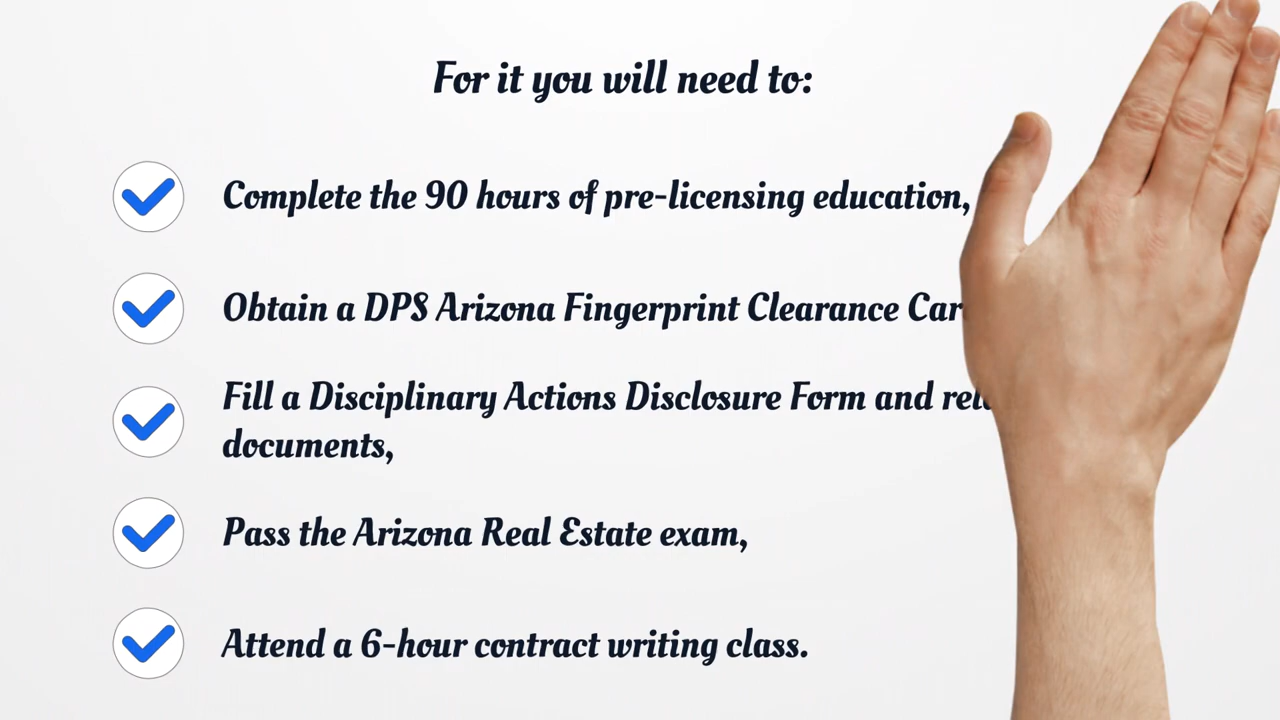 For it you will need to:
Complete the 90 hours of pre-licensing education,
Obtain a DPS Arizona Fingerprint Clearance
Fill a Disciplinary Actions Disclosure Form and
documents,
Pass the Arizona Real Estate exam,
Attend a 6-hour contract writing class.